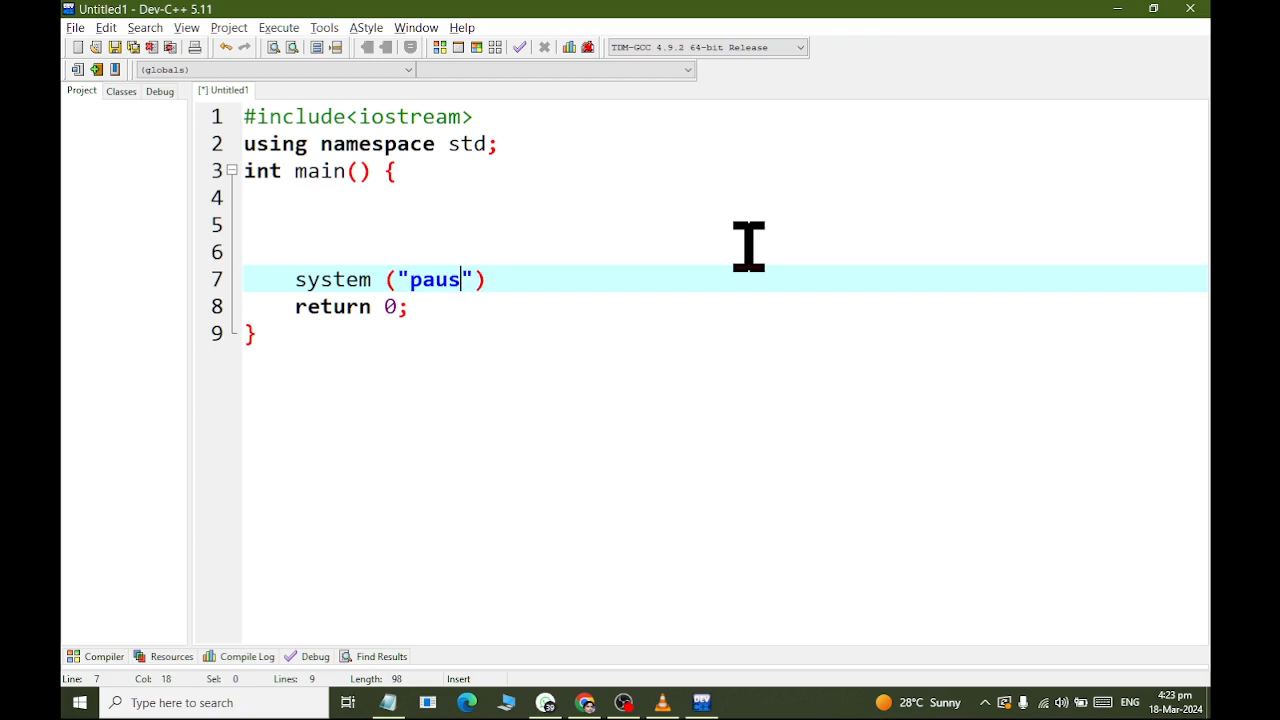 Untitled1 - Dev-C++ 5.11
File Edit Search View Project Execute Tools AStyle Window Help
TDM-GCC 4.9.2 64-bit Release
(globals)
Project Classes Debug [*] Untitled1
1 #include<iostream>
2 using namespace std;
3 int main() {
4
5
6
7 system ("paus")
8 return 0;
9 }
Compiler Resources Compiler Log Debug Find Results
Line: 7 Col: 18 Sel: 0 Lines: 9 Length: 98 Insert
Type here to search 28°C Sunny ENG 4:23 pm
18-Mar-2024